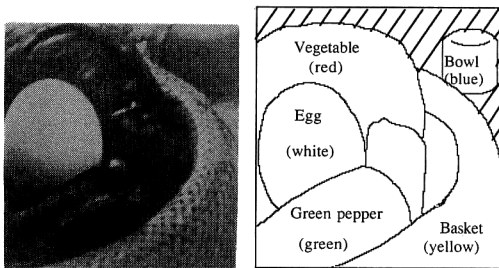 Vegetable
(red)
Bowl
(blue)
Egg
(white)
Green pepper
(green)
Basket
(yellow)